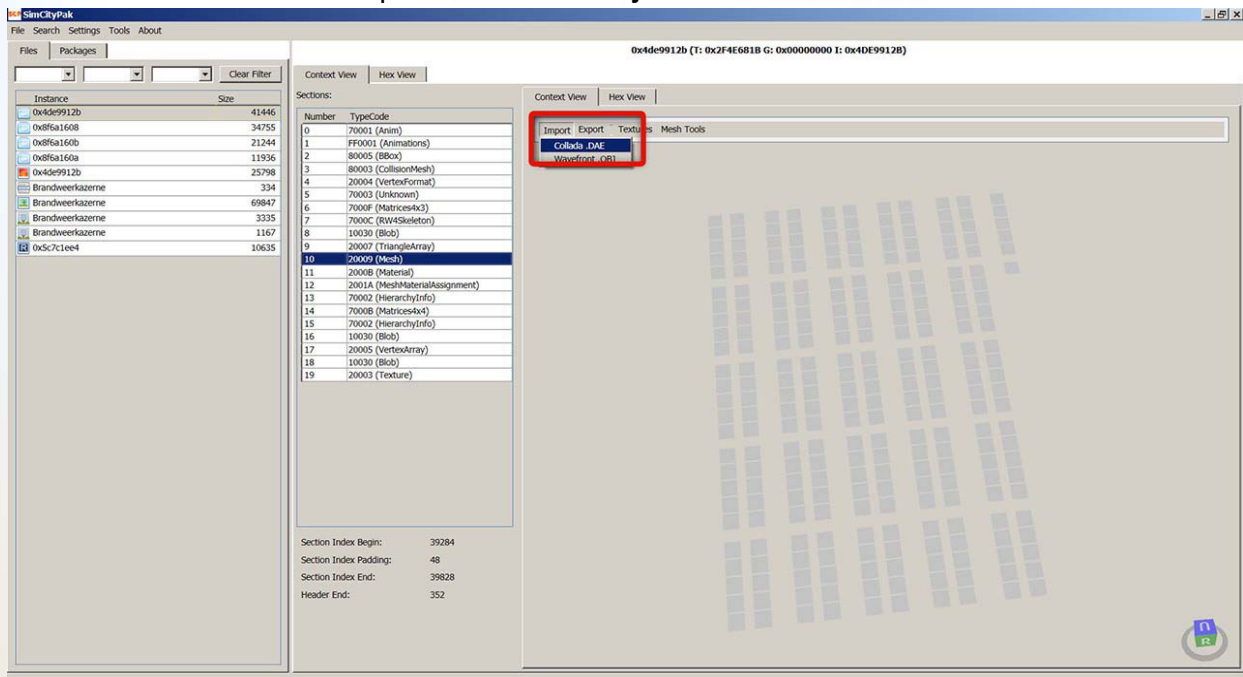 SimCityPak
File Search Settings Tools About
Files Packages
0x4de9912b (T: 0x2F4E681B G: 0x00000000 I: 0x4DE9912B)
Clear Filter
Instance Size
0x4de9912b 41446
0x8f6a1608 34755
0x8f6a160b 21244
0x8f6a160a 11936
0x4de9912b 25798
Brandweerkazerne 334
Brandweerkazerne 69847
Brandweerkazerne 3335
Brandweerkazerne 1167
0x5c7c1ee4 10635
Context View Hex View
Sections:
Number TypeCode
0 70001 (Anim)
1 FF0001 (Animations)
2 80005 (BBox)
3 80003 (CollisionMesh)
4 20004 (VertexFormat)
5 70003 (Unknown)
6 7000F (Matrices4x3)
7 7000C (RW4Skeleton)
8 10030 (Blob)
9 20007 (TriangleArray)
10 20009 (Mesh)
11 2000B (Material)
12 2001A (MeshMaterialAssignment)
13 70002 (HierarchyInfo)
14 7000B (Matrices4x4)
15 70002 (HierarchyInfo)
16 10030 (Blob)
17 20005 (VertexArray)
18 10030 (Blob)
19 20003 (Texture)
Section Index Begin: 39284
Section Index Padding: 48
Section Index End: 39828
Header End: 352
Context View Hex View
Import Export Textures Mesh Tools
Collada .DAE
Wavefront .OBJ